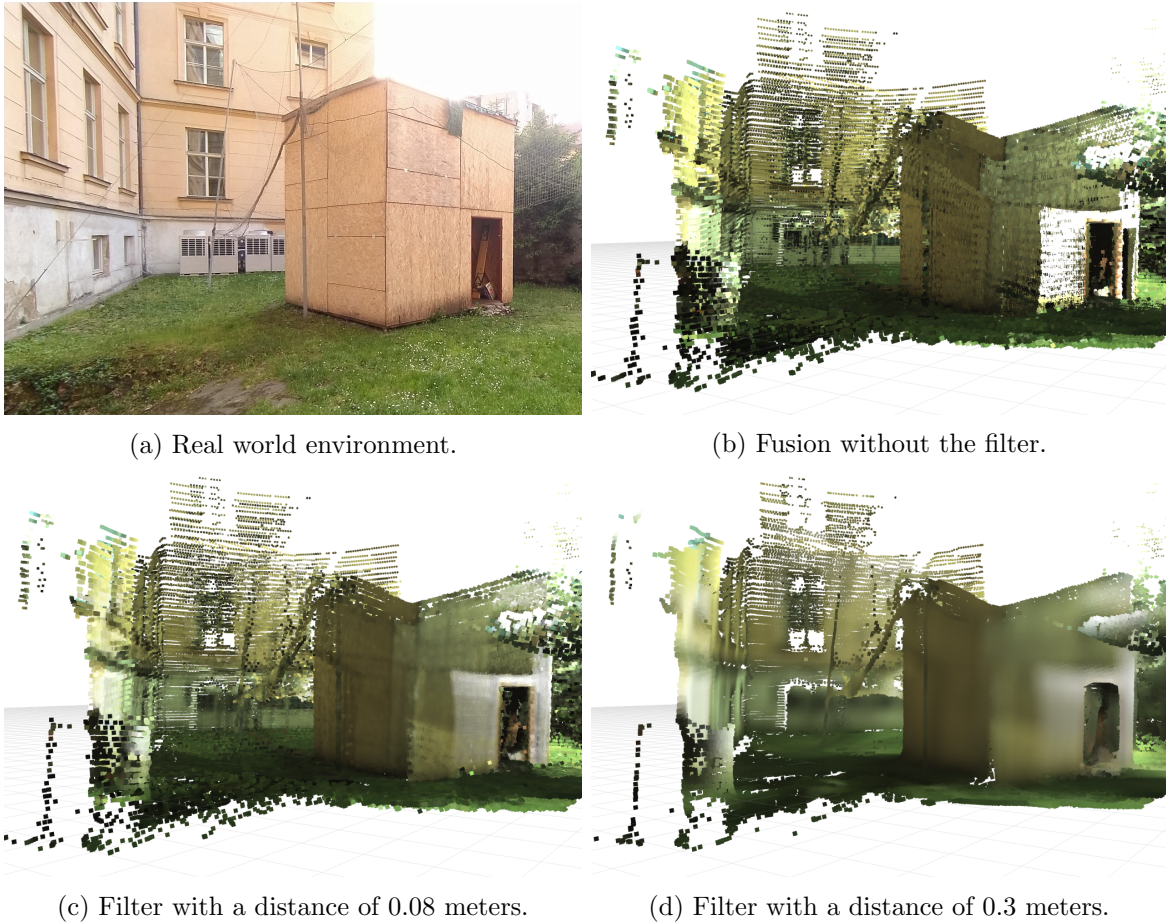 (a) Real world environment.
(b) Fusion without the filter.
(c) Filter with a distance of 0.08 meters.
(d) Filter with a distance of 0.3 meters.